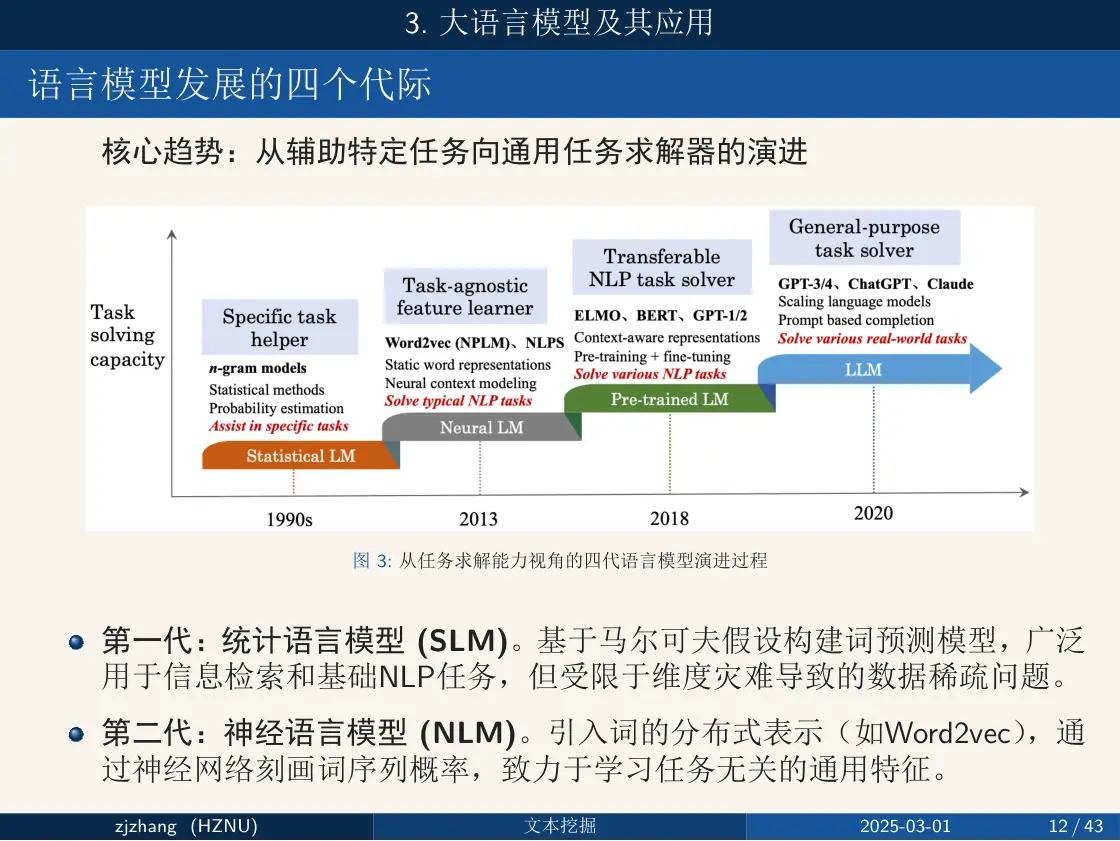 3. 大语言模型及其应用
语言模型发展的四个代际
核心趋势：从辅助特定任务向通用任务求解器的演进
Task
solving
capacity
Specific task
helper
n-gram models
Statistical methods
Probability estimation
Assist in specific tasks
Statistical LM
1990s
Task-agnostic
feature learner
Word2vec (NPLM)、NLPS
Static word representations
Neural context modeling
Solve typical NLP tasks
Neural LM
2013
Transferable
NLP task solver
ELMO、BERT、GPT-1/2
Context-aware representations
Pre-training + fine-tuning
Solve various NLP tasks
Pre-trained LM
2018
General-purpose
task solver
GPT-3/4、ChatGPT、Claude
Scaling language models
Prompt based completion
Solve various real-world tasks
LLM
2020
图 3: 从任务求解能力视角的四代语言模型演进过程
第一代：统计语言模型 (SLM)。基于马尔可夫假设构建词预测模型，广泛
用于信息检索和基础NLP任务，但受限于维度灾难导致的数据稀疏问题。
第二代：神经语言模型 (NLM)。引入词的分布式表示（如Word2vec），通
过神经网络刻画词序列概率，致力于学习任务无关的通用特征。
zjzhang (HZNU)
文本挖掘
2025-03-01
12 / 43